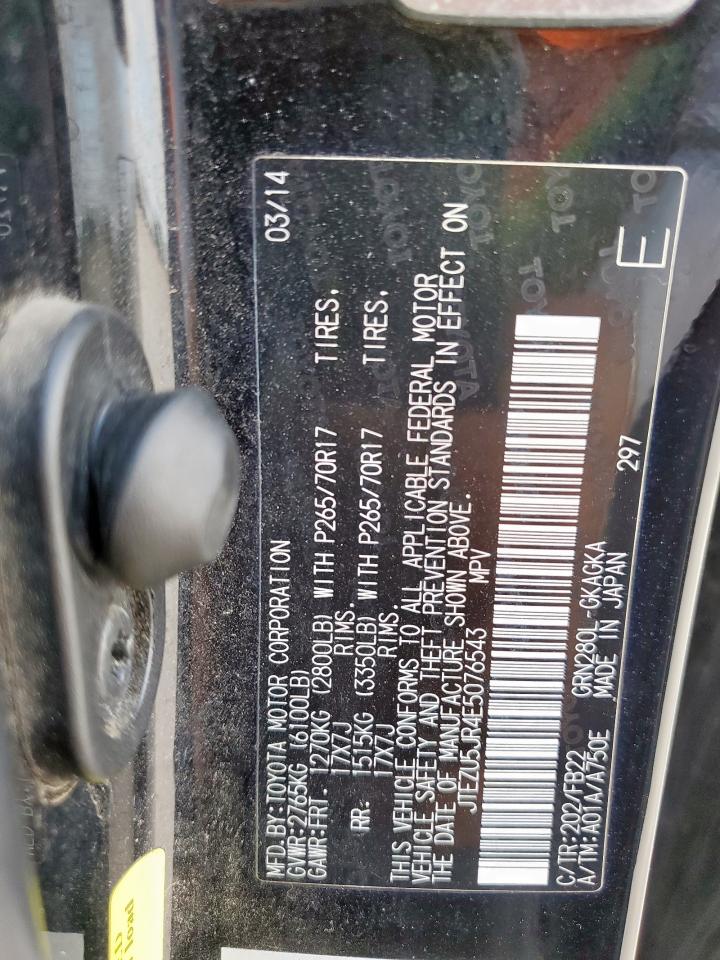 MFD. BY: TOYOTA MOTOR CORPORATION 03/14
GVWR: 2765KG (6100LB)
GAWR: FRT. 1270KG (2800LB) WITH P265/70R17 TIRES,
17X7J RIMS.
RR. 1515KG (3350LB) WITH P265/70R17 TIRES,
17X7J RIMS.
THIS VEHICLE CONFORMS TO ALL APPLICABLE FEDERAL MOTOR
VEHICLE SAFETY AND THEFT PREVENTION STANDARDS IN EFFECT ON
THE DATE OF MANUFACTURE SHOWN ABOVE.
JTEZU5JR4E5076543 MPV
C/TR: 202/FB22 GRN280L-GKAGKA 297 E
A/TM: A01A/A750E MADE IN JAPAN
load